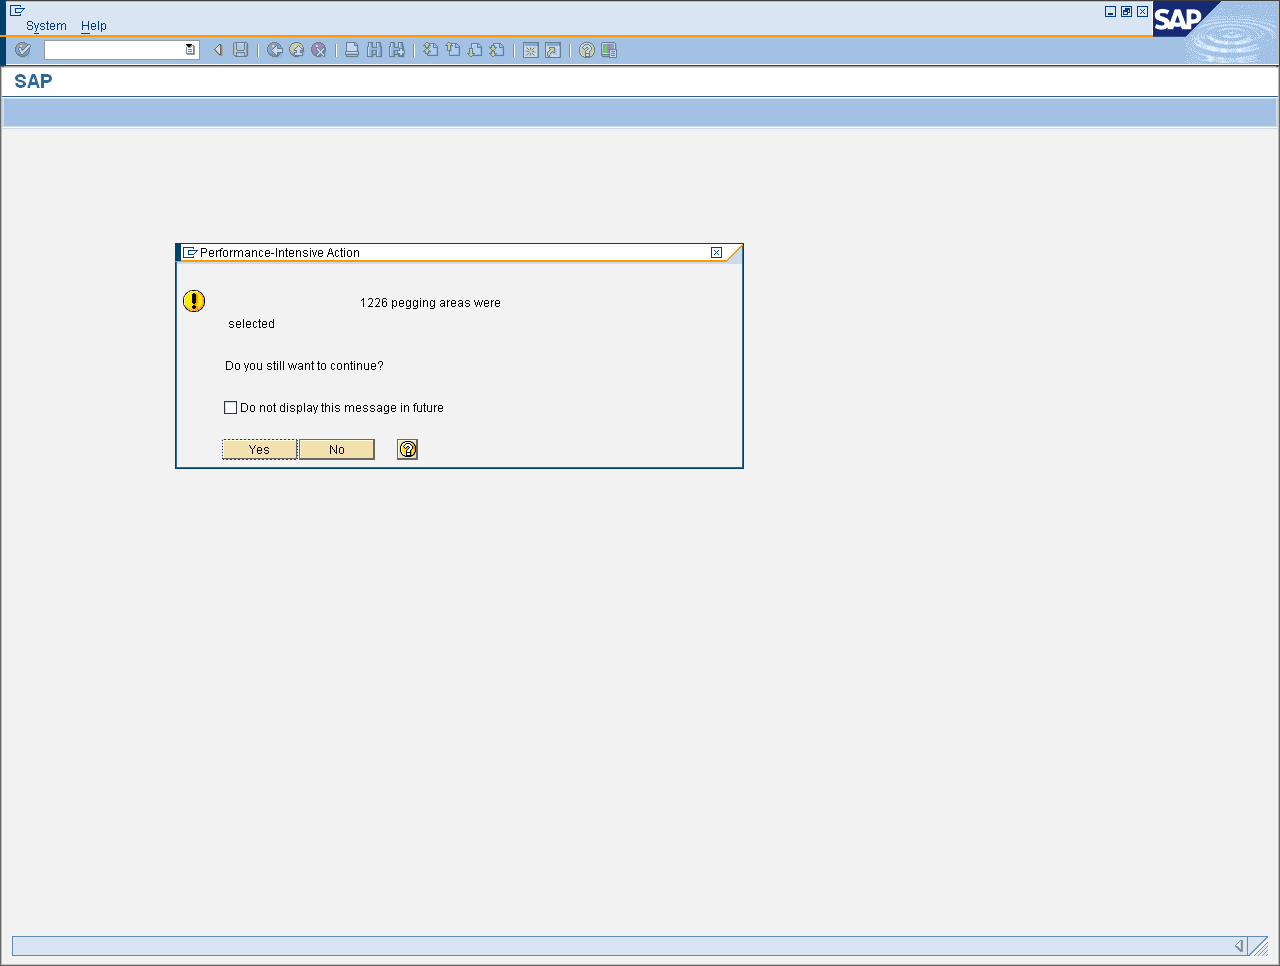 System Help
SAP
SAP
Performance-Intensive Action
1226 pegging areas were
selected
Do you still want to continue?
Do not display this message in future
Yes No